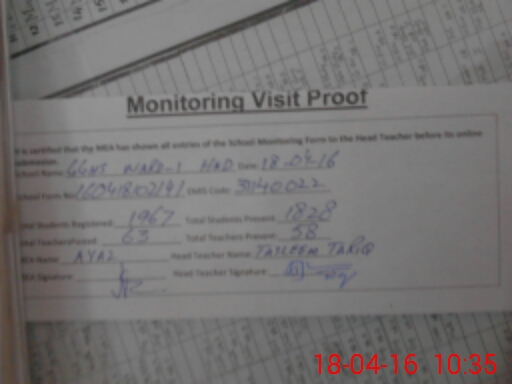 Monitoring Visit Proof
It is certified that the MEA has shown all entries of the School Monitoring Form to the Head Teacher before its online
submission.
School Name: GGHS WARD-1 HAD Date: 18-04-16
School Form No: EMIS Code: 31140022
Total Students Registered: 1967 Total Students Present: 1828
Total Teachers Posted: 63 Total Teachers Present: 58
MEA Name: AYAZ Head Teacher Name: TASLEEM TARIQ
MEA Signature: Head Teacher Signature:
18-04-16 10:35